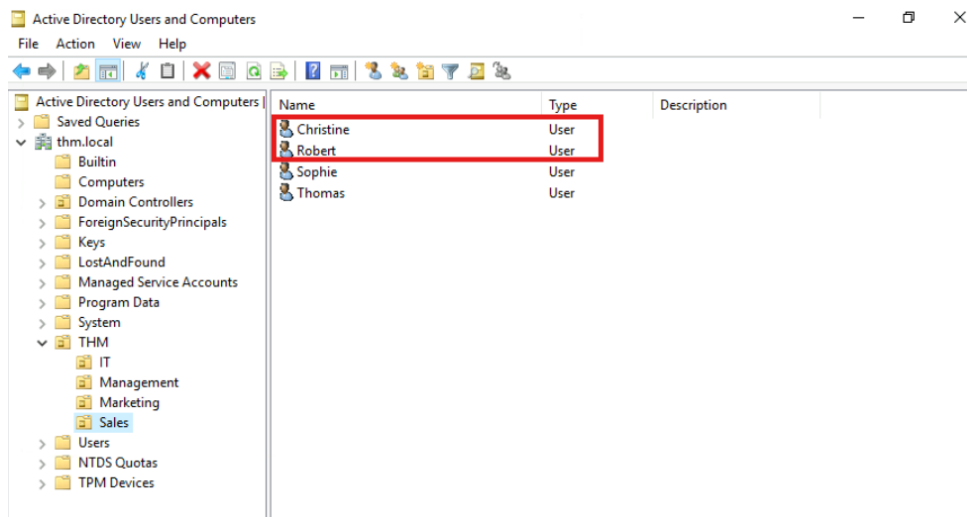 Active Directory Users and Computers
File Action View Help
Active Directory Users and Computers
Saved Queries
thm.local
Builtin
Computers
Domain Controllers
ForeignSecurityPrincipals
Keys
LostAndFound
Managed Service Accounts
Program Data
System
THM
IT
Management
Marketing
Sales
Users
NTDS Quotas
TPM Devices
Name Type Description
Christine User
Robert User
Sophie User
Thomas User